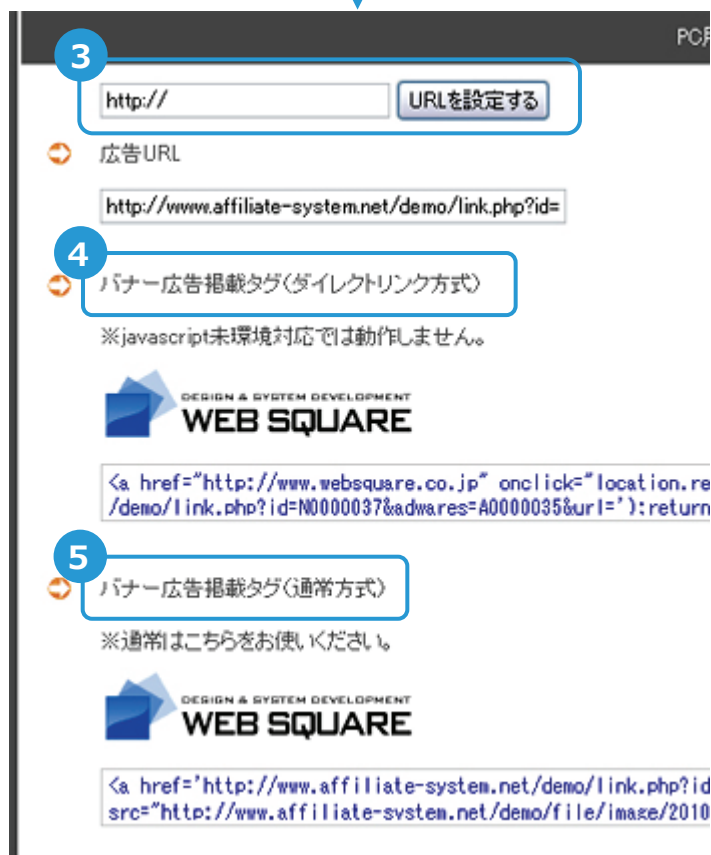 PC用
3
http:// URLを設定する
広告URL
http://www.affiliate-system.net/demo/link.php?id=
4
バナー広告掲載タグ(ダイレクトリンク方式)
※javascript未環境対応では動作しません。
DESIGN & SYSTEM DEVELOPMENT
WEB SQUARE
<a href="http://www.websquare.co.jp" onclick="location.re
/demo/link.php?id=N0000037&adwares=A0000035&url=');return
5
バナー広告掲載タグ(通常方式)
※通常はこちらをお使いください。
DESIGN & SYSTEM DEVELOPMENT
WEB SQUARE
<a href='http://www.affiliate-system.net/demo/link.php?id
src="http://www.affiliate-system.net/demo/file/image/2010